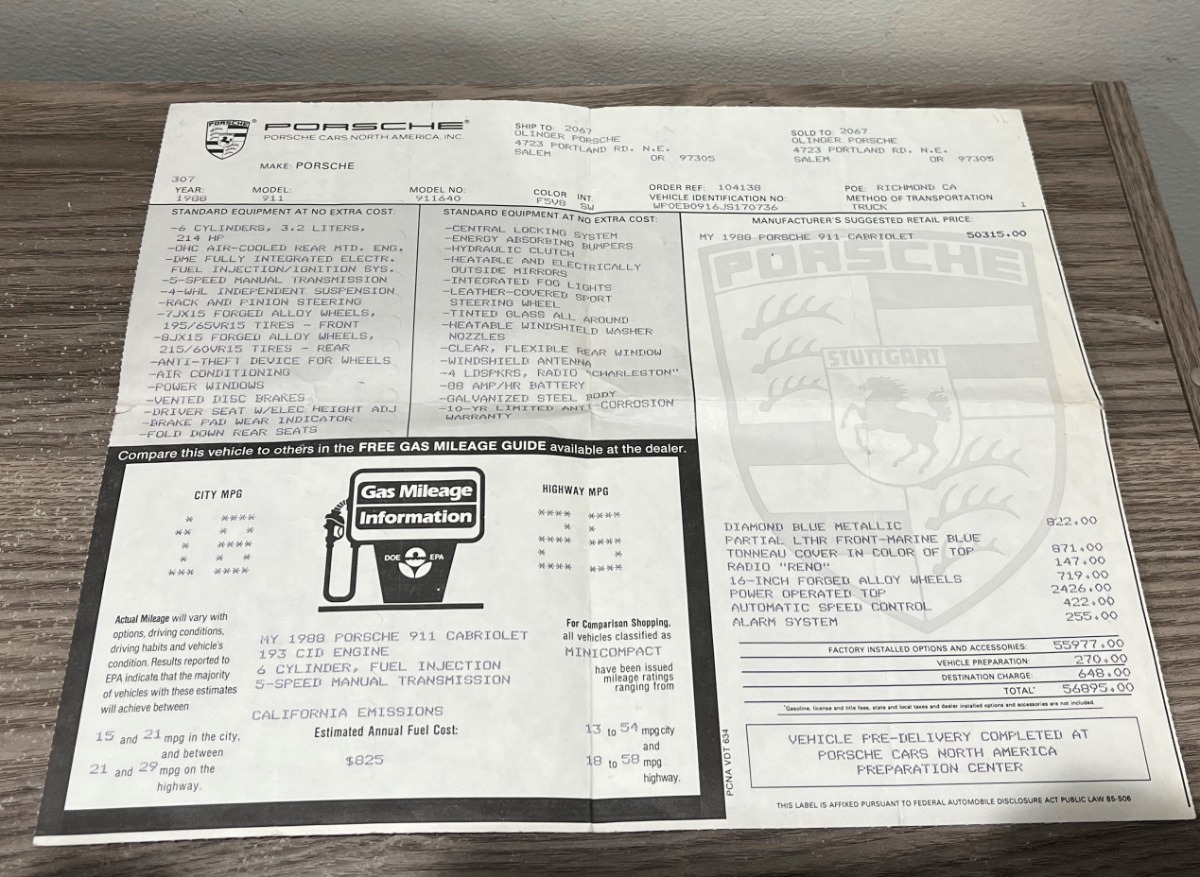 PORSCHE
PORSCHE CARS NORTH AMERICA, INC.
MAKE: PORSCHE
SHIP TO: 2067
OLINGER PORSCHE
4723 PORTLAND RD. N.E.
SALEM OR 97305
SOLD TO: 2067
OLINGER PORSCHE
4723 PORTLAND RD. N.E.
SALEM OR 97305
307
YEAR: MODEL: MODEL NO: COLOR INT.
1988 911 911640 F5V8 SW
ORDER REF: 104138
VEHICLE IDENTIFICATION NO:
WPOEB0916JS170736
POE: RICHMOND CA
METHOD OF TRANSPORTATION
TRUCK 1
STANDARD EQUIPMENT AT NO EXTRA COST:
-6 CYLINDERS, 3.2 LITERS,
214 HP
-OHC AIR-COOLED REAR MTD. ENG.
-DME FULLY INTEGRATED ELECTR.
FUEL INJECTION/IGNITION SYS.
-5-SPEED MANUAL TRANSMISSION
-4-WHL INDEPENDENT SUSPENSION
-RACK AND PINION STEERING
-7JX15 FORGED ALLOY WHEELS,
195/65VR15 TIRES - FRONT
-8JX15 FORGED ALLOY WHEELS,
215/60VR15 TIRES - REAR
-ANTI-THEFT DEVICE FOR WHEELS
-AIR CONDITIONING
-POWER WINDOWS
-VENTED DISC BRAKES
-DRIVER SEAT W/ELEC HEIGHT ADJ
-BRAKE PAD WEAR INDICATOR
-FOLD DOWN REAR SEATS
STANDARD EQUIPMENT AT NO EXTRA COST:
-CENTRAL LOCKING SYSTEM
-ENERGY ABSORBING BUMPERS
-HYDRAULIC CLUTCH
-HEATABLE AND ELECTRICALLY
OUTSIDE MIRRORS
-INTEGRATED FOG LIGHTS
-LEATHER-COVERED SPORT
STEERING WHEEL
-TINTED GLASS ALL AROUND
-HEATABLE WINDSHIELD WASHER
NOZZLES
-CLEAR, FLEXIBLE REAR WINDOW
-WINDSHIELD ANTENNA
-4 LDSPKRS, RADIO "CHARLESTON"
-88 AMP/HR BATTERY
-GALVANIZED STEEL BODY
-10-YR LIMITED ANTI-CORROSION
WARRANTY
MANUFACTURER'S SUGGESTED RETAIL PRICE:
MY 1988 PORSCHE 911 CABRIOLET 50315.00
PORSCHE
STUTTGART
DIAMOND BLUE METALLIC 822.00
PARTIAL LTHR FRONT-MARINE BLUE
TONNEAU COVER IN COLOR OF TOP 871.00
RADIO "RENO" 147.00
16-INCH FORGED ALLOY WHEELS 719.00
POWER OPERATED TOP 2426.00
AUTOMATIC SPEED CONTROL 422.00
ALARM SYSTEM 255.00
FACTORY INSTALLED OPTIONS AND ACCESSORIES: 55977.00
VEHICLE PREPARATION: 270.00
DESTINATION CHARGE: 648.00
TOTAL* 56895.00
*Gasoline, license and title fees, state and local taxes and dealer installed options and accessories are not included.
VEHICLE PRE-DELIVERY COMPLETED AT
PORSCHE CARS NORTH AMERICA
PREPARATION CENTER
THIS LABEL IS AFFIXED PURSUANT TO FEDERAL AUTOMOBILE DISCLOSURE ACT PUBLIC LAW 85-506
PCNA VDT 634
Compare this vehicle to others in the FREE GAS MILEAGE GUIDE available at the dealer.
CITY MPG
Gas Mileage
Information
DOE EPA
HIGHWAY MPG
Actual Mileage will vary with
options, driving conditions,
driving habits and vehicle's
condition. Results reported to
EPA indicate that the majority
of vehicles with these estimates
will achieve between
15 and 21 mpg in the city,
and between
21 and 29 mpg on the
highway.
MY 1988 PORSCHE 911 CABRIOLET
193 CID ENGINE
6 CYLINDER, FUEL INJECTION
5-SPEED MANUAL TRANSMISSION
CALIFORNIA EMISSIONS
Estimated Annual Fuel Cost:
$825
For Comparison Shopping,
all vehicles classified as
MINICOMPACT
have been issued
mileage ratings
ranging from
13 to 54 mpg city
and
18 to 58 mpg
highway.